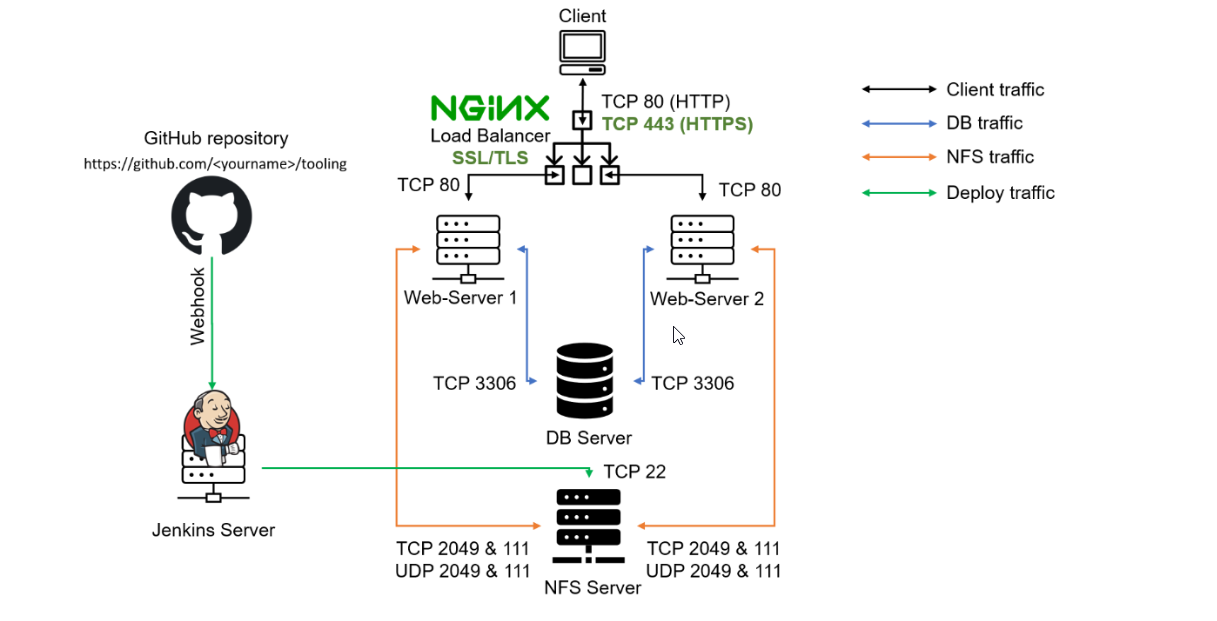 Client
NGINX
Load Balancer
SSL/TLS
TCP 80 (HTTP)
TCP 443 (HTTPS)
Client traffic
DB traffic
NFS traffic
Deploy traffic
GitHub repository
https://github.com/<yourname>/tooling
TCP 80
TCP 80
Webhook
Web-Server 1
Web-Server 2
TCP 3306
TCP 3306
DB Server
TCP 22
Jenkins Server
TCP 2049 & 111
UDP 2049 & 111
TCP 2049 & 111
UDP 2049 & 111
NFS Server